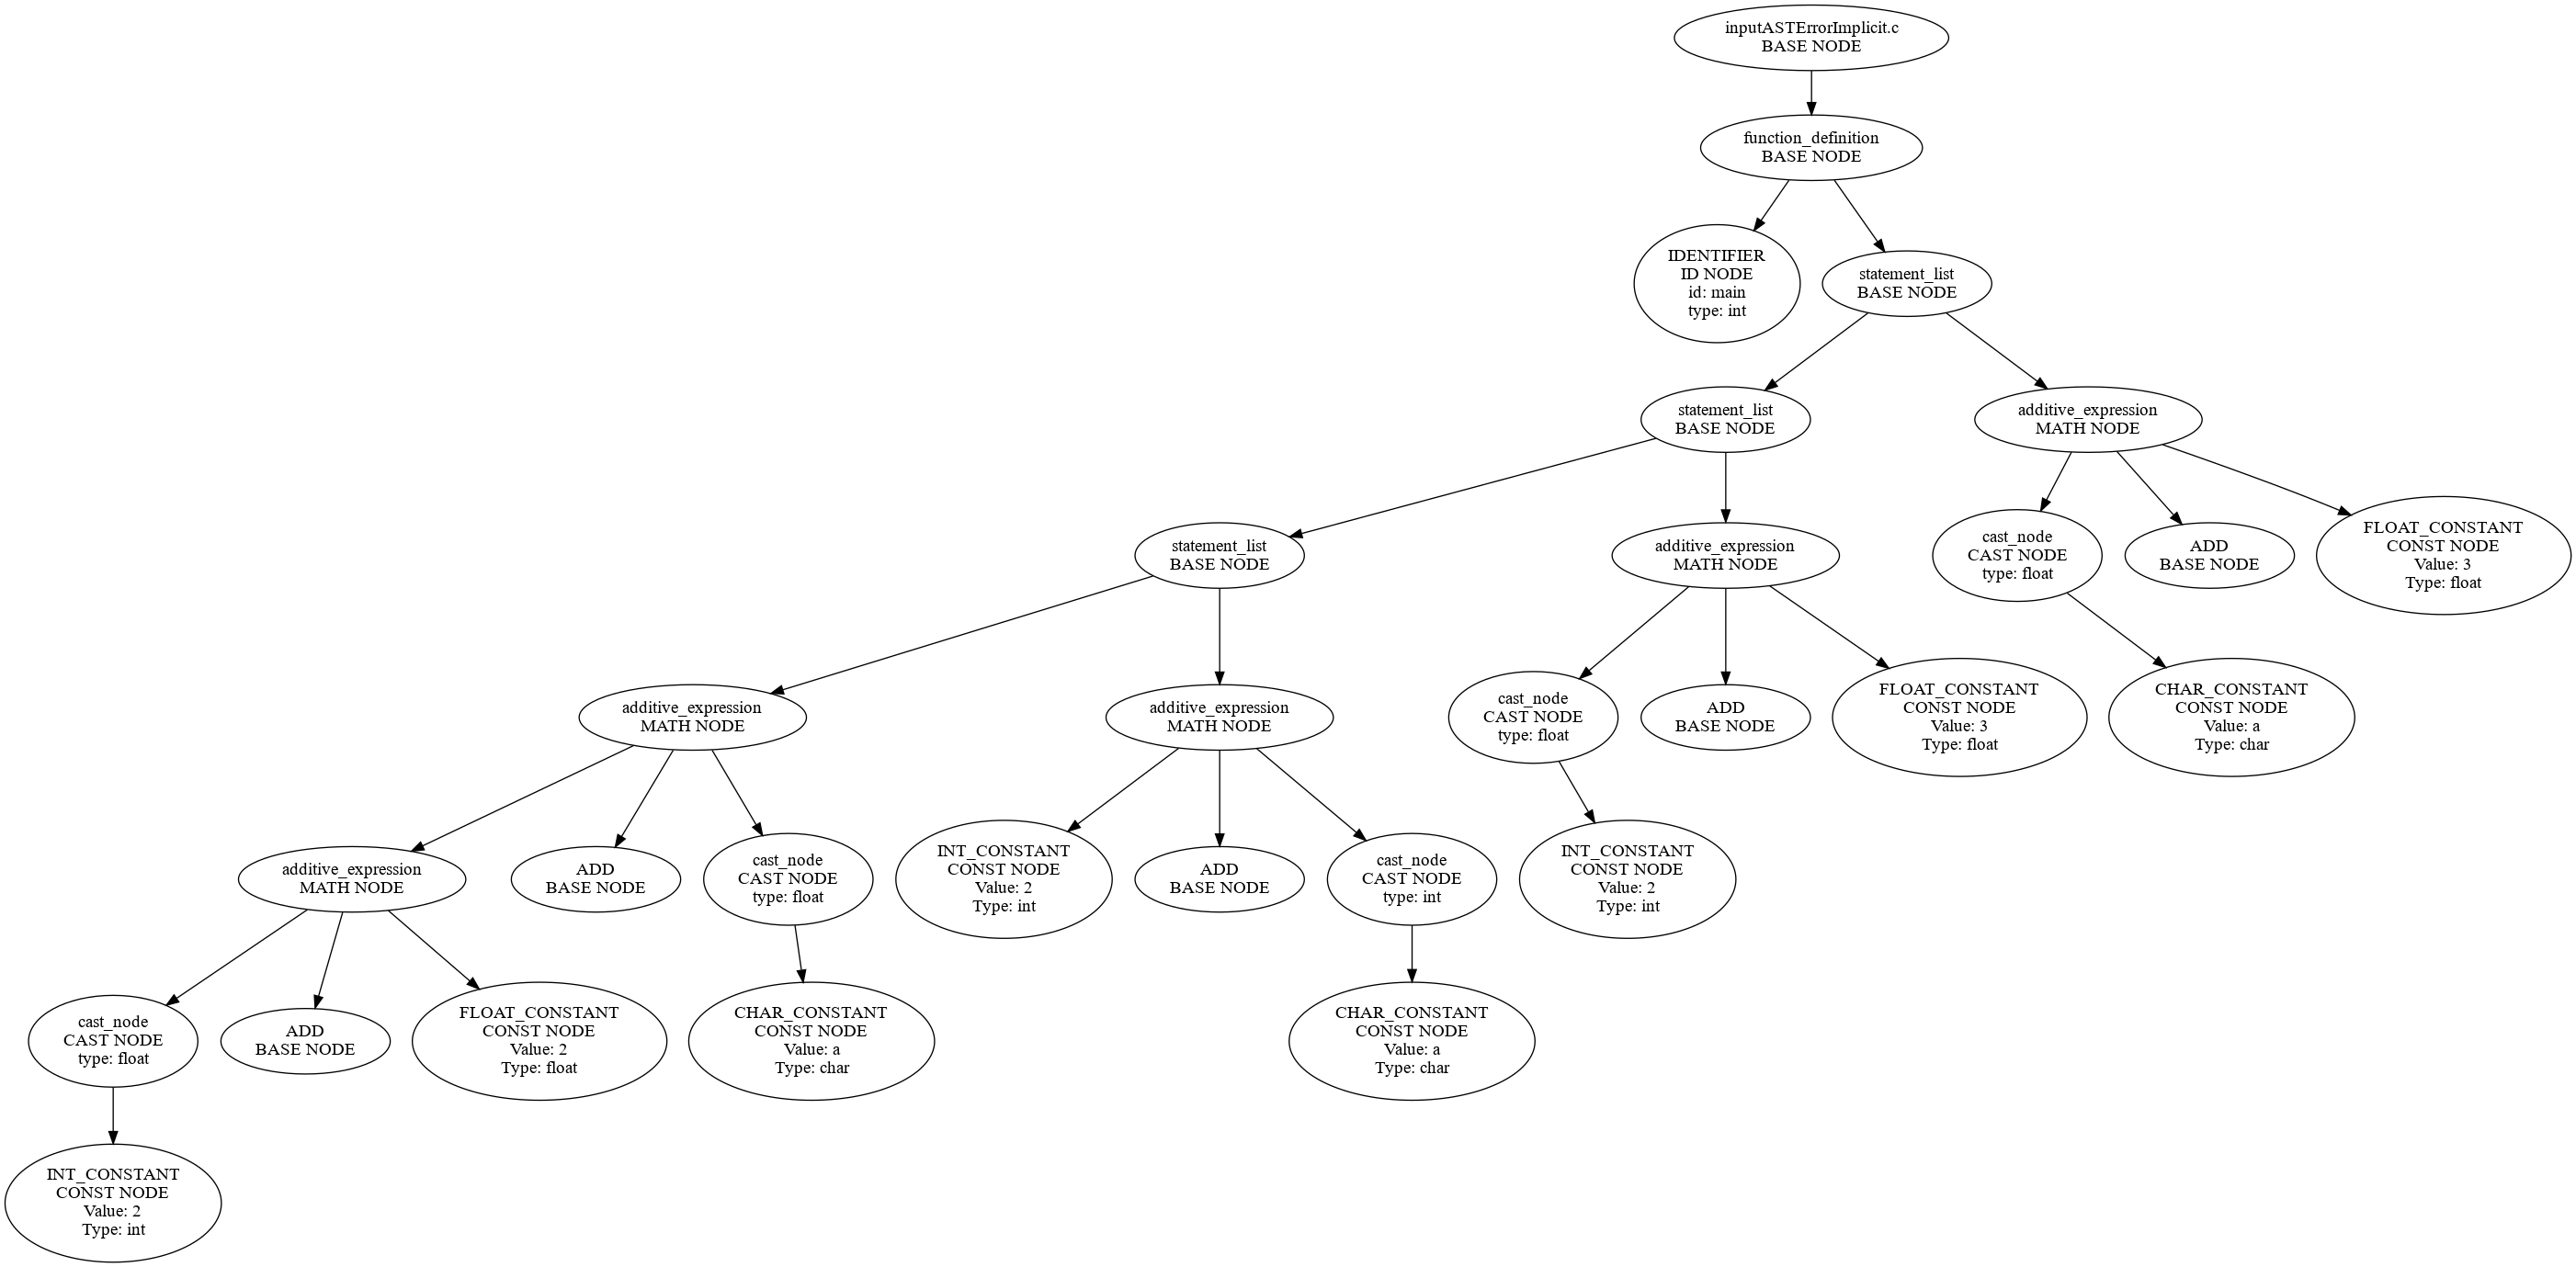 inputASTErrorImplicit.c
BASE NODE
function_definition
BASE NODE
IDENTIFIER
ID NODE
id: main
type: int
statement_list
BASE NODE
statement_list
BASE NODE
additive_expression
MATH NODE
statement_list
BASE NODE
additive_expression
MATH NODE
cast_node
CAST NODE
type: float
ADD
BASE NODE
FLOAT_CONSTANT
CONST NODE
Value: 3
Type: float
additive_expression
MATH NODE
additive_expression
MATH NODE
cast_node
CAST NODE
type: float
ADD
BASE NODE
FLOAT_CONSTANT
CONST NODE
Value: 3
Type: float
CHAR_CONSTANT
CONST NODE
Value: a
Type: char
additive_expression
MATH NODE
ADD
BASE NODE
cast_node
CAST NODE
type: float
INT_CONSTANT
CONST NODE
Value: 2
Type: int
ADD
BASE NODE
cast_node
CAST NODE
type: int
INT_CONSTANT
CONST NODE
Value: 2
Type: int
cast_node
CAST NODE
type: float
ADD
BASE NODE
FLOAT_CONSTANT
CONST NODE
Value: 2
Type: float
CHAR_CONSTANT
CONST NODE
Value: a
Type: char
CHAR_CONSTANT
CONST NODE
Value: a
Type: char
INT_CONSTANT
CONST NODE
Value: 2
Type: int